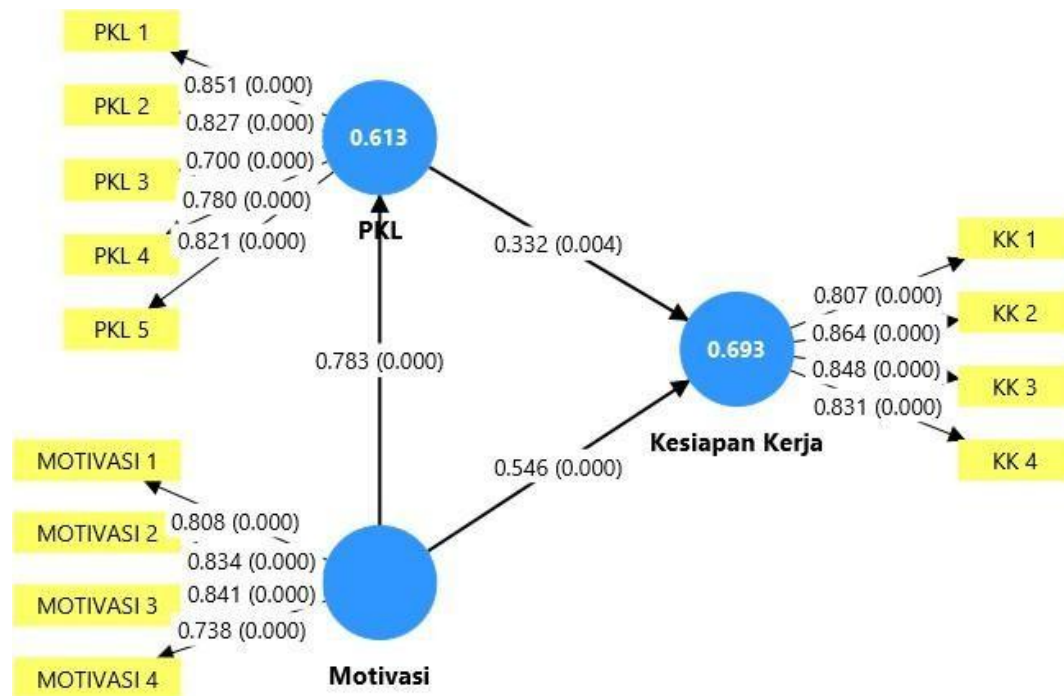 PKL 1
PKL 2
PKL 3
PKL 4
PKL 5
0.851 (0.000)
0.827 (0.000)
0.700 (0.000)
0.780 (0.000)
0.821 (0.000)
0.613
PKL
0.332 (0.004)
0.783 (0.000)
0.546 (0.000)
0.693
Kesiapan Kerja
0.807 (0.000)
0.864 (0.000)
0.848 (0.000)
0.831 (0.000)
KK 1
KK 2
KK 3
KK 4
MOTIVASI 1
MOTIVASI 2
MOTIVASI 3
MOTIVASI 4
0.808 (0.000)
0.834 (0.000)
0.841 (0.000)
0.738 (0.000)
Motivasi